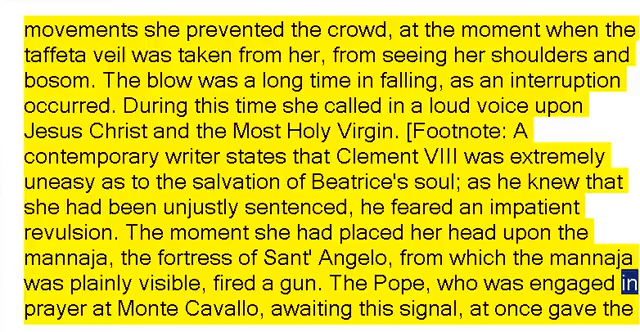 movements she prevented the crowd, at the moment when the
taffeta veil was taken from her, from seeing her shoulders and
bosom. The blow was a long time in falling, as an interruption
occurred. During this time she called in a loud voice upon
Jesus Christ and the Most Holy Virgin. [Footnote: A
contemporary writer states that Clement VIII was extremely
uneasy as to the salvation of Beatrice's soul; as he knew that
she had been unjustly sentenced, he feared an impatient
revulsion. The moment she had placed her head upon the
mannaja, the fortress of Sant' Angelo, from which the mannaja
was plainly visible, fired a gun. The Pope, who was engaged in
prayer at Monte Cavallo, awaiting this signal, at once gave the